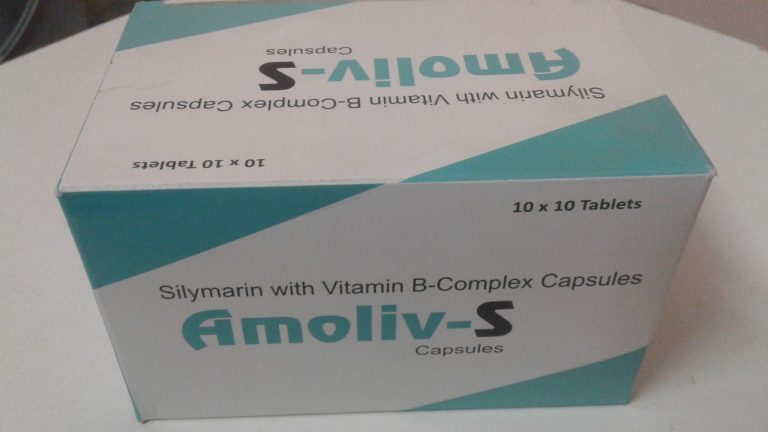 Amoliv-S
Capsules
Silymarin with Vitamin B-Complex Capsules
10 x 10 Tablets
10 x 10 Tablets
Silymarin with Vitamin B-Complex Capsules
Amoliv-S
Capsules